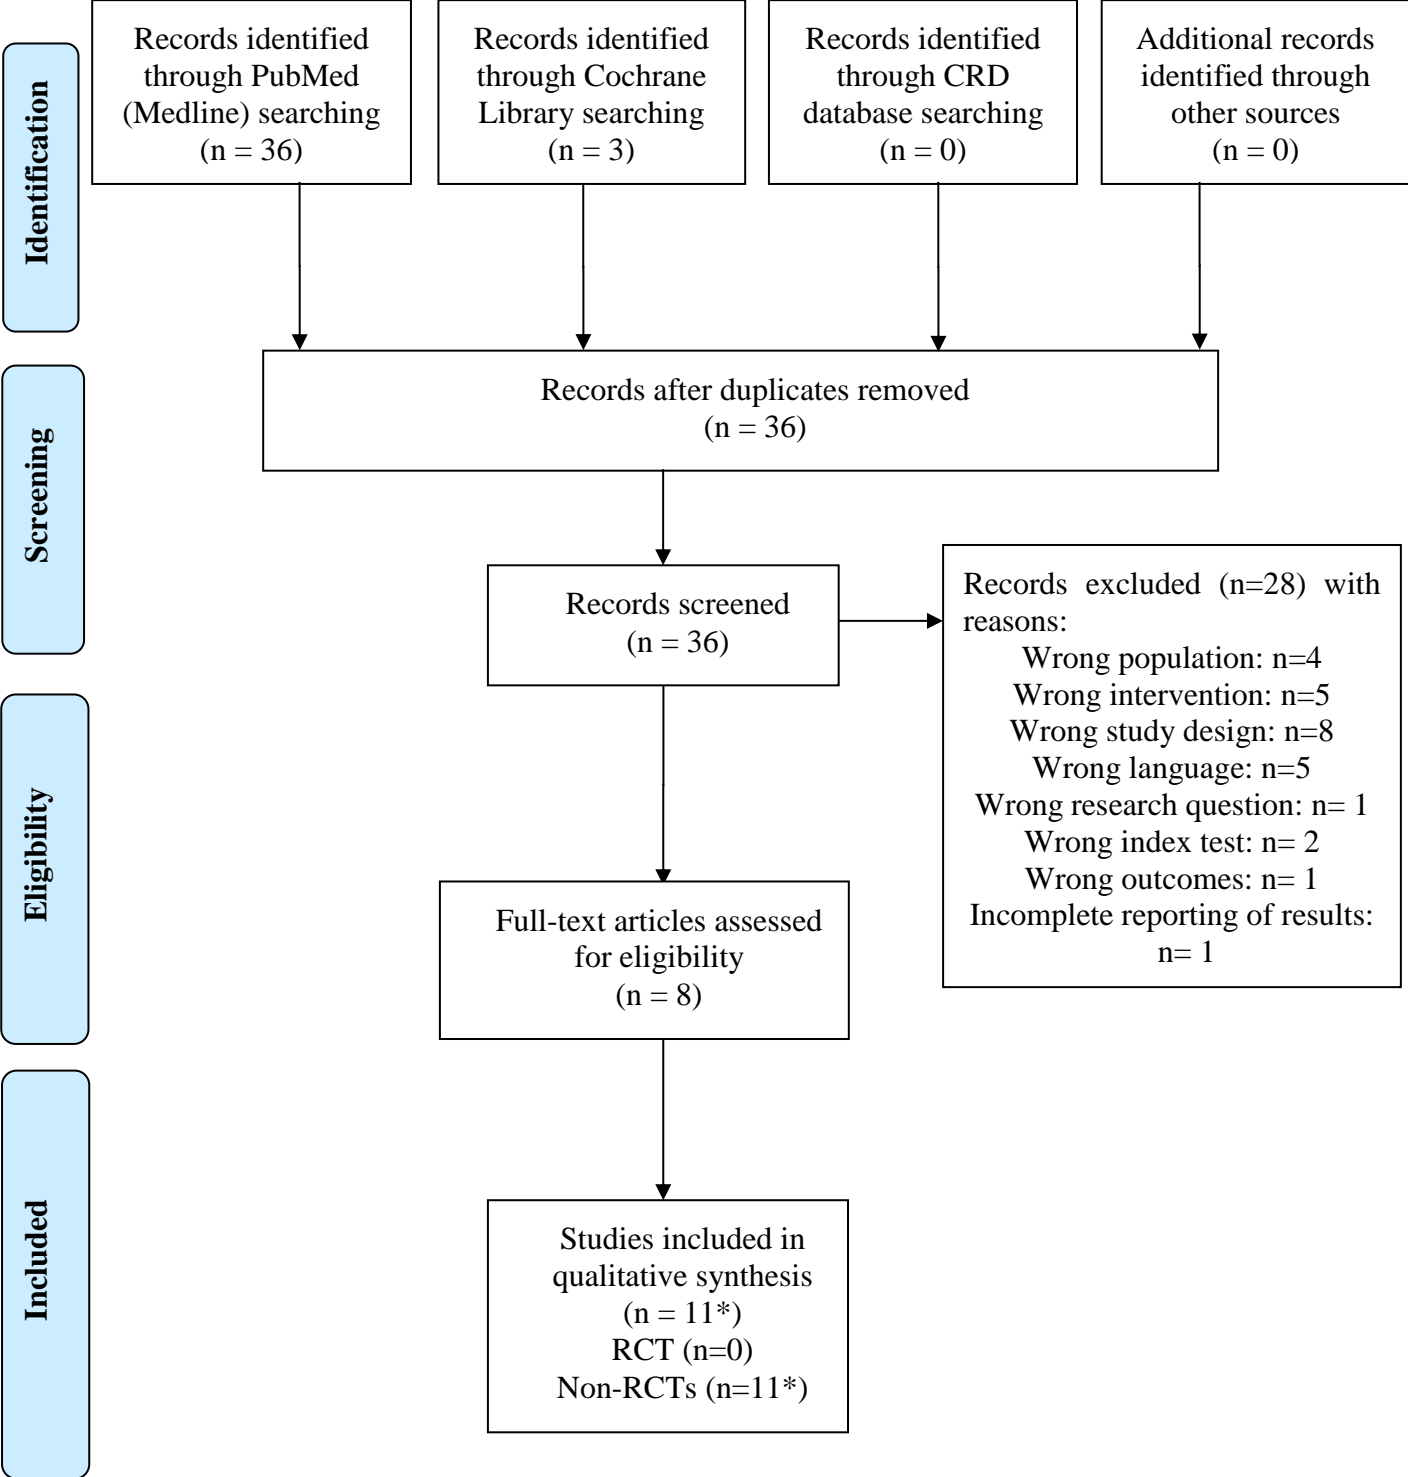 Records identified
through PubMed
(Medline) searching
(n = 36)
Records identified
through Cochrane
Library searching
(n = 3)
Records identified
through CRD
database searching
(n = 0)
Additional records
identified through
other sources
(n = 0)
Identification
Records after duplicates removed
(n = 36)
Screening
Records screened
(n = 36)
Records excluded (n=28) with
reasons:
Wrong population: n=4
Wrong intervention: n=5
Wrong study design: n=8
Wrong language: n=5
Wrong research question: n= 1
Wrong index test: n= 2
Wrong outcomes: n= 1
Incomplete reporting of results:
n= 1
Eligibility
Full-text articles assessed
for eligibility
(n = 8)
Included
Studies included in
qualitative synthesis
(n = 11*)
RCT (n=0)
Non-RCTs (n=11*)